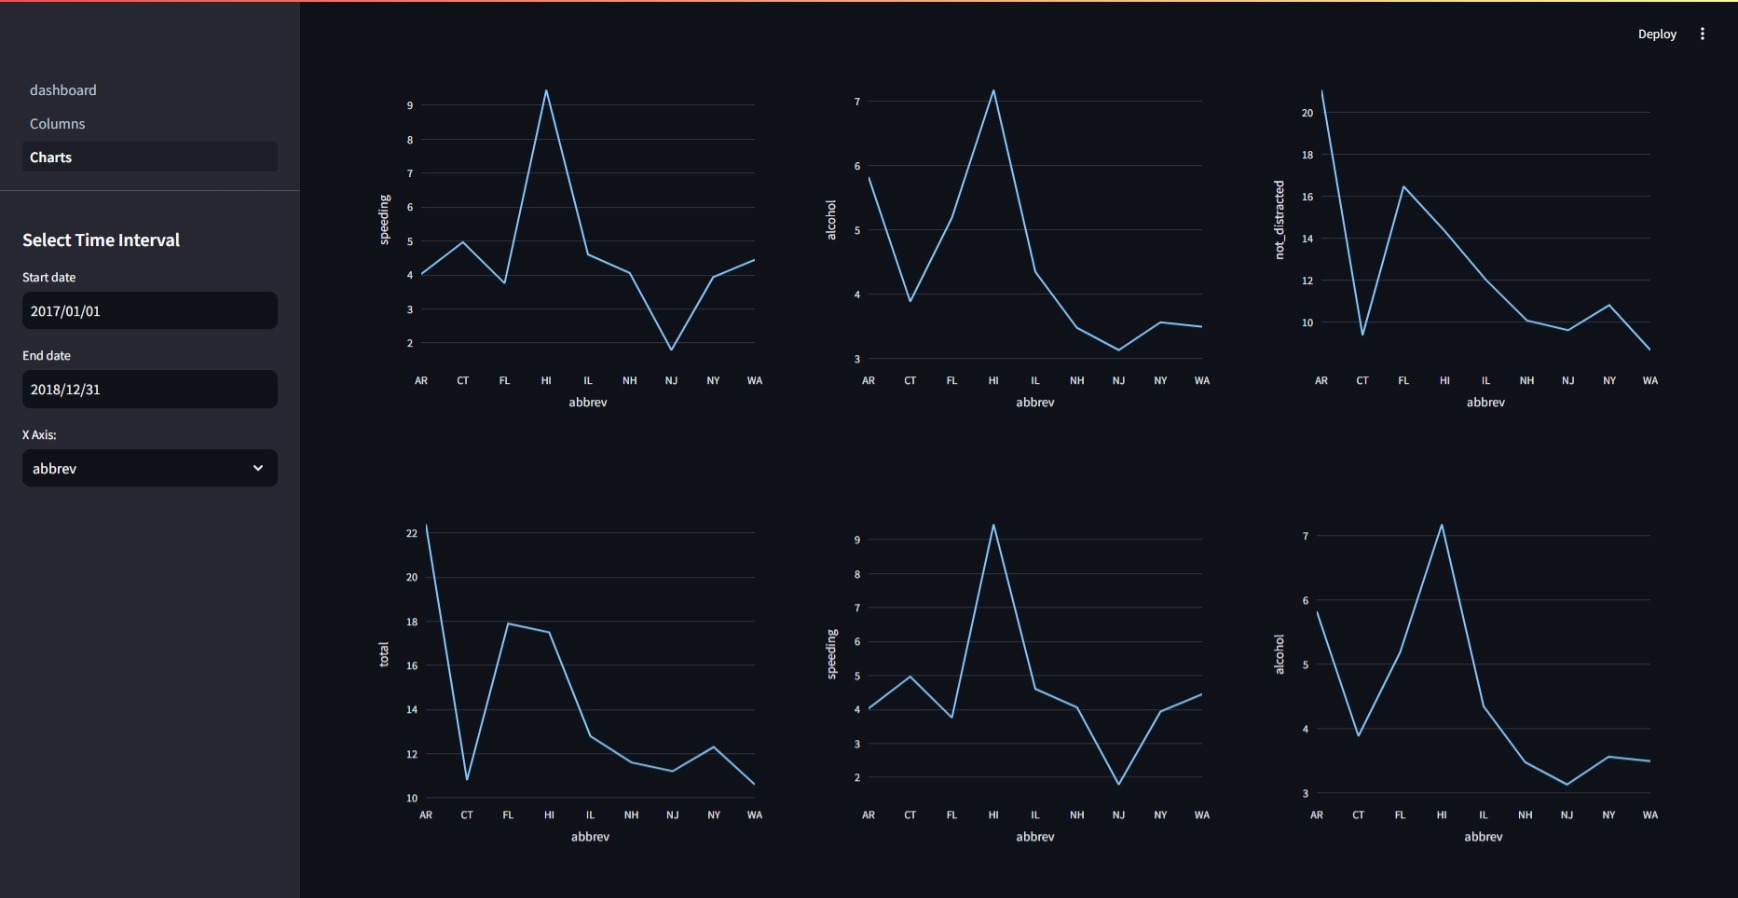 Deploy
dashboard
Columns
Charts
Select Time Interval
Start date
2017/01/01
End date
2018/12/31
X Axis:
abbrev
speeding
9
8
7
6
5
4
3
2
AR CT FL HI IL NH NJ NY WA
abbrev
alcohol
7
6
5
4
3
AR CT FL HI IL NH NJ NY WA
abbrev
not_distracted
20
18
16
14
12
10
AR CT FL HI IL NH NJ NY WA
abbrev
total
22
20
18
16
14
12
10
AR CT FL HI IL NH NJ NY WA
abbrev
speeding
9
8
7
6
5
4
3
2
AR CT FL HI IL NH NJ NY WA
abbrev
alcohol
7
6
5
4
3
AR CT FL HI IL NH NJ NY WA
abbrev